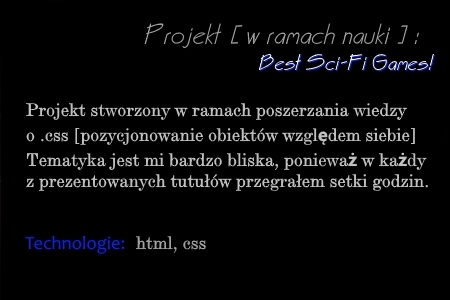 Projekt [ w ramach nauki ] :
Best Sci-Fi Games!
Projekt stworzony w ramach poszerzania wiedzy
o .css [pozycjonowanie obiektów względem siebie]
Tematyka jest mi bardzo bliska, ponieważ w każdy
z prezentowanych tutułów przegrałem setki godzin.
Technologie: html, css